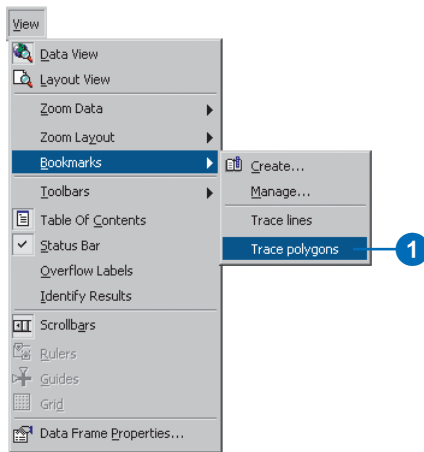 View
Data View
Layout View
Zoom Data
Zoom Layout
Bookmarks
Toolbars
Table Of Contents
Status Bar
Overflow Labels
Identify Results
Scrollbars
Rulers
Guides
Grid
Data Frame Properties...
Create...
Manage...
Trace lines
Trace polygons
1